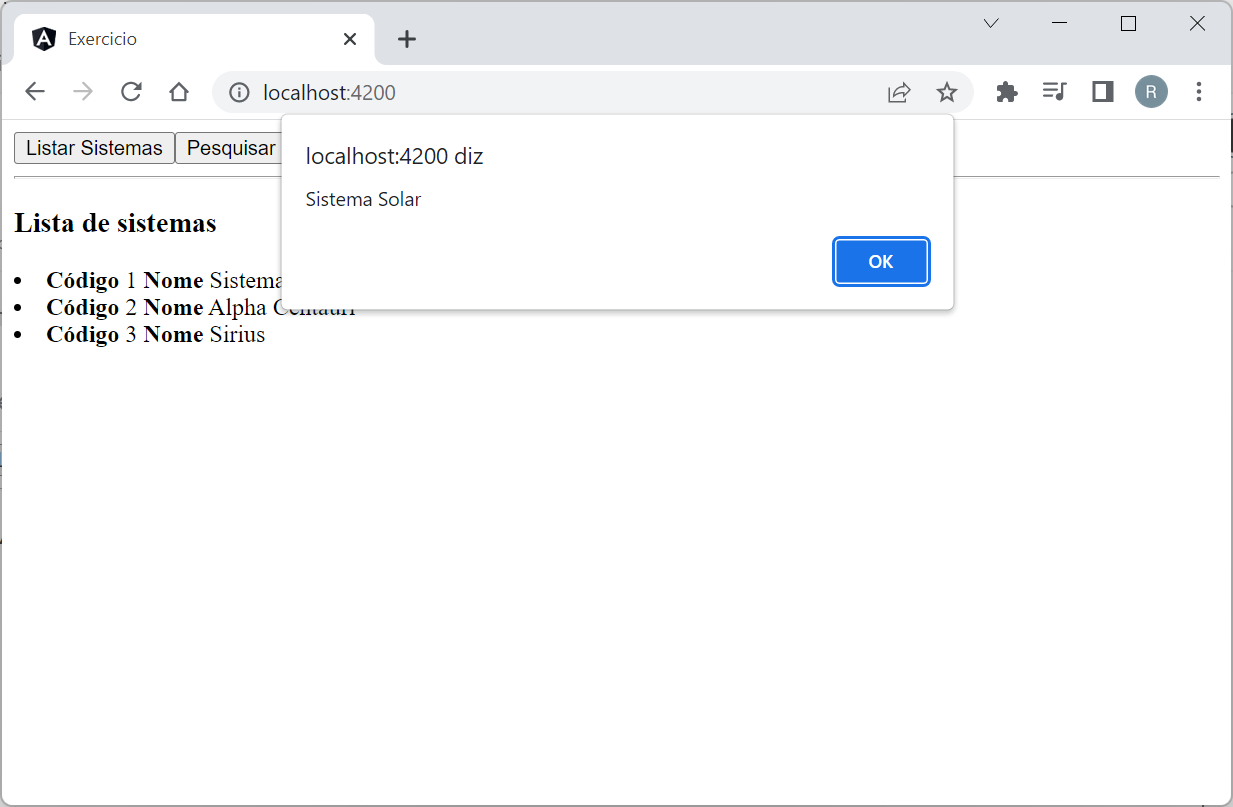 Exercicio
localhost:4200
R
Listar Sistemas Pesquisar
localhost:4200 diz
Sistema Solar
OK
Lista de sistemas
Código 1 Nome Sistema
Código 2 Nome Alpha Centauri
Código 3 Nome Sirius